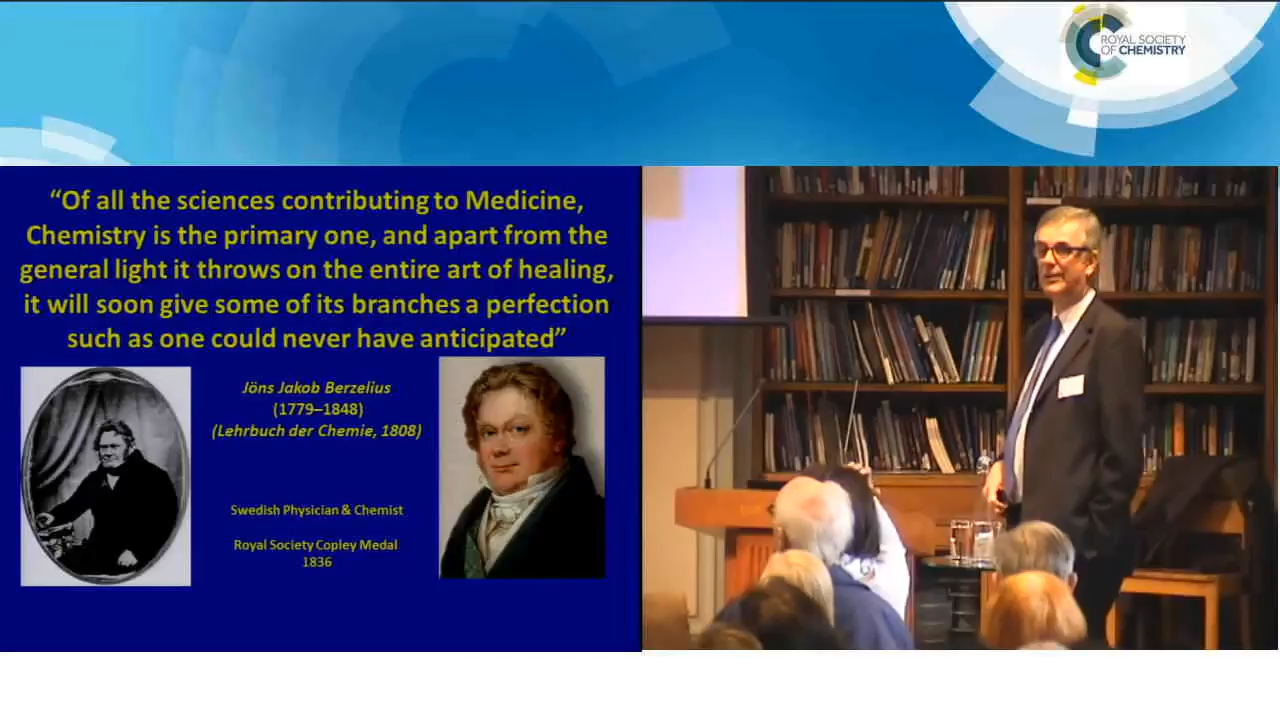 ROYAL SOCIETY
OF CHEMISTRY
“Of all the sciences contributing to Medicine,
Chemistry is the primary one, and apart from the
general light it throws on the entire art of healing,
it will soon give some of its branches a perfection
such as one could never have anticipated”
Jöns Jakob Berzelius
(1779–1848)
(Lehrbuch der Chemie, 1808)
Swedish Physician & Chemist
Royal Society Copley Medal
1836